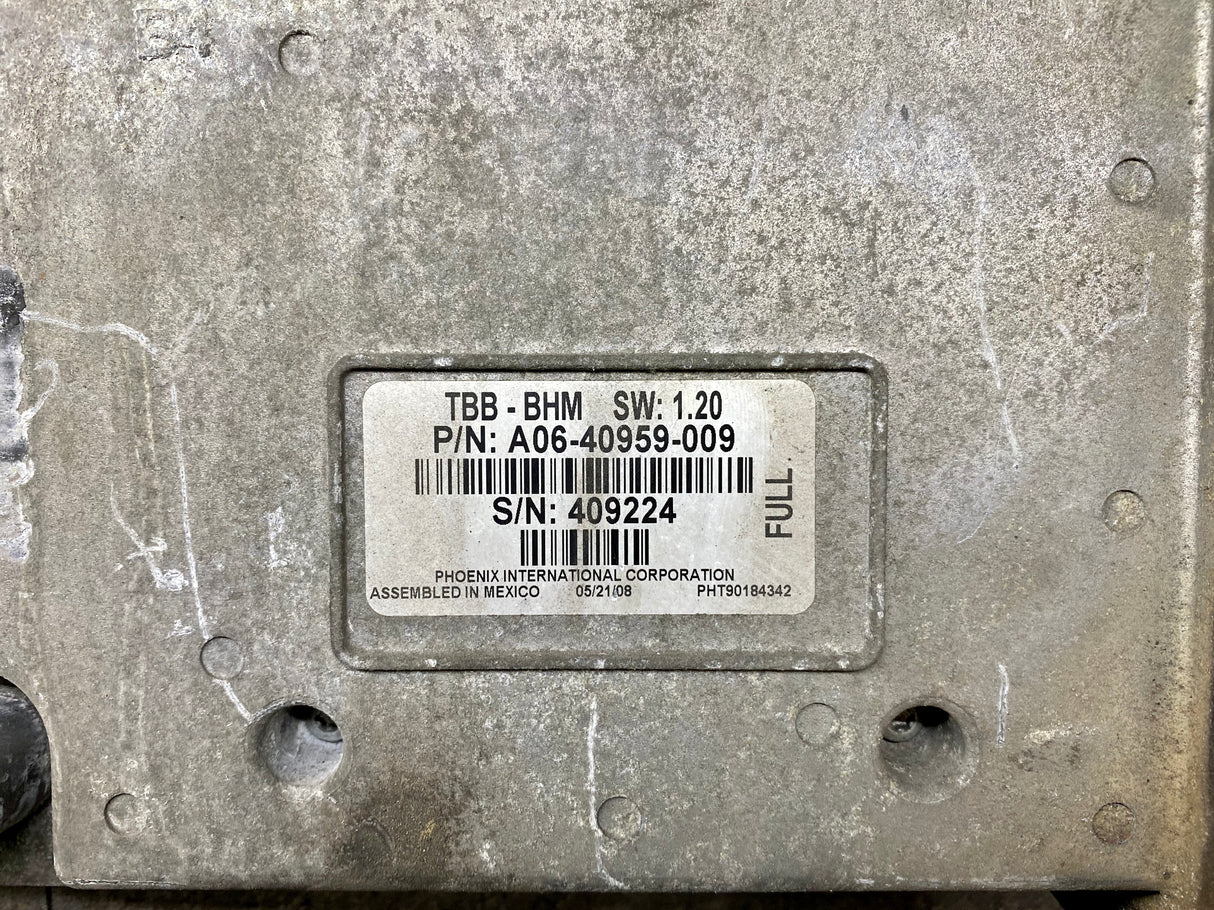 TBB - BHM SW: 1.20
P/N: A06-40959-009
S/N: 409224
FULL
PHOENIX INTERNATIONAL CORPORATION
ASSEMBLED IN MEXICO 05/21/08 PHT90184342